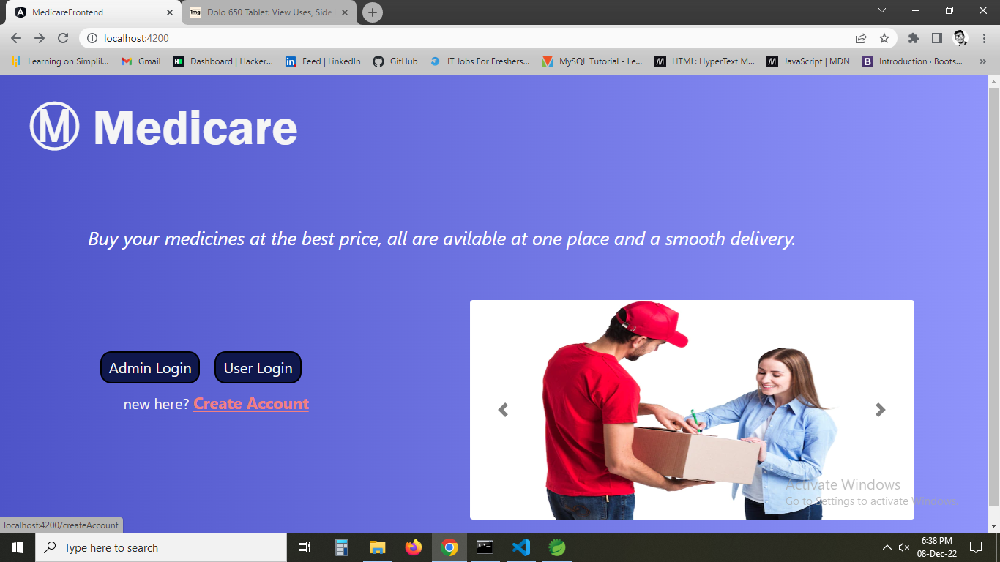 MedicareFrontend
1mg Dolo 650 Tablet: View Uses, Side
localhost:4200
Learning on Simplil... Gmail Dashboard | Hacker... Feed | LinkedIn GitHub IT Jobs For Freshers... MySQL Tutorial - Le... HTML: HyperText M... JavaScript | MDN Introduction · Boots... »
M Medicare
Buy your medicines at the best price, all are avilable at one place and a smooth delivery.
Admin Login User Login
new here? Create Account
Activate Windows
Go to Settings to activate Windows.
localhost:4200/createAccount
Type here to search
6:38 PM
08-Dec-22